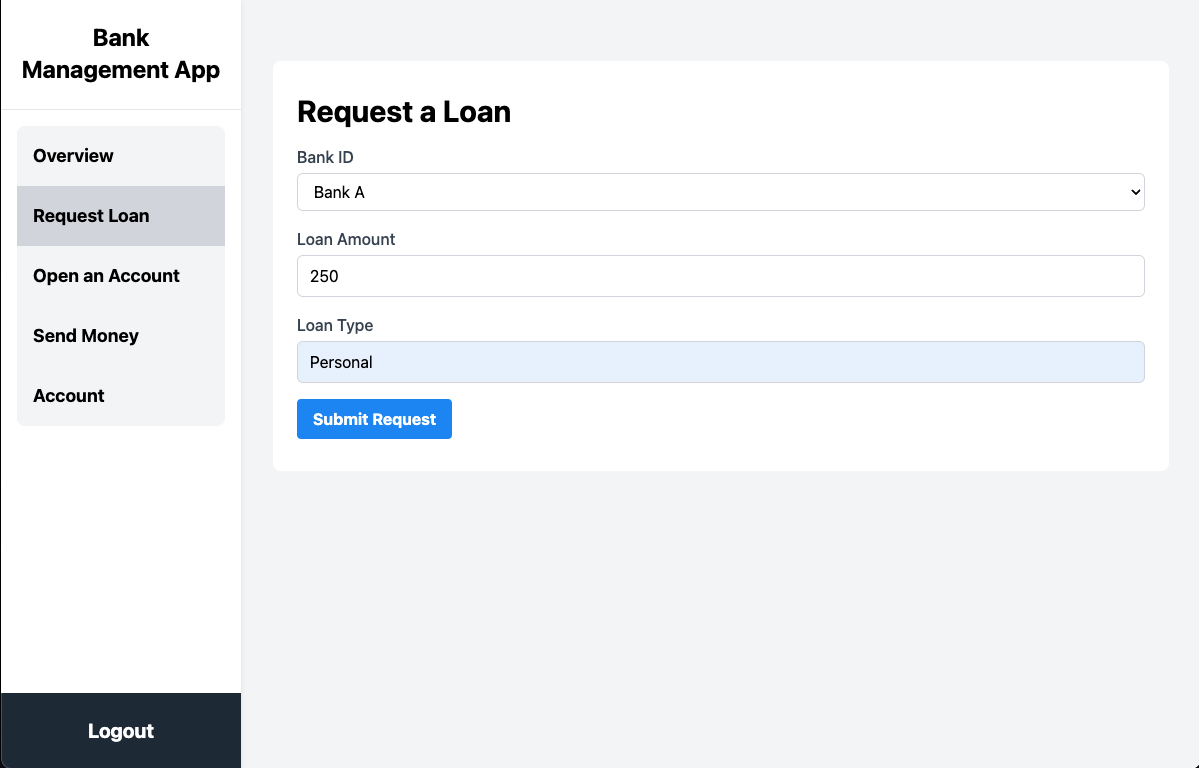 Bank
Management App
Overview
Request Loan
Open an Account
Send Money
Account
Logout
Request a Loan
Bank ID
Bank A
Loan Amount
250
Loan Type
Personal
Submit Request